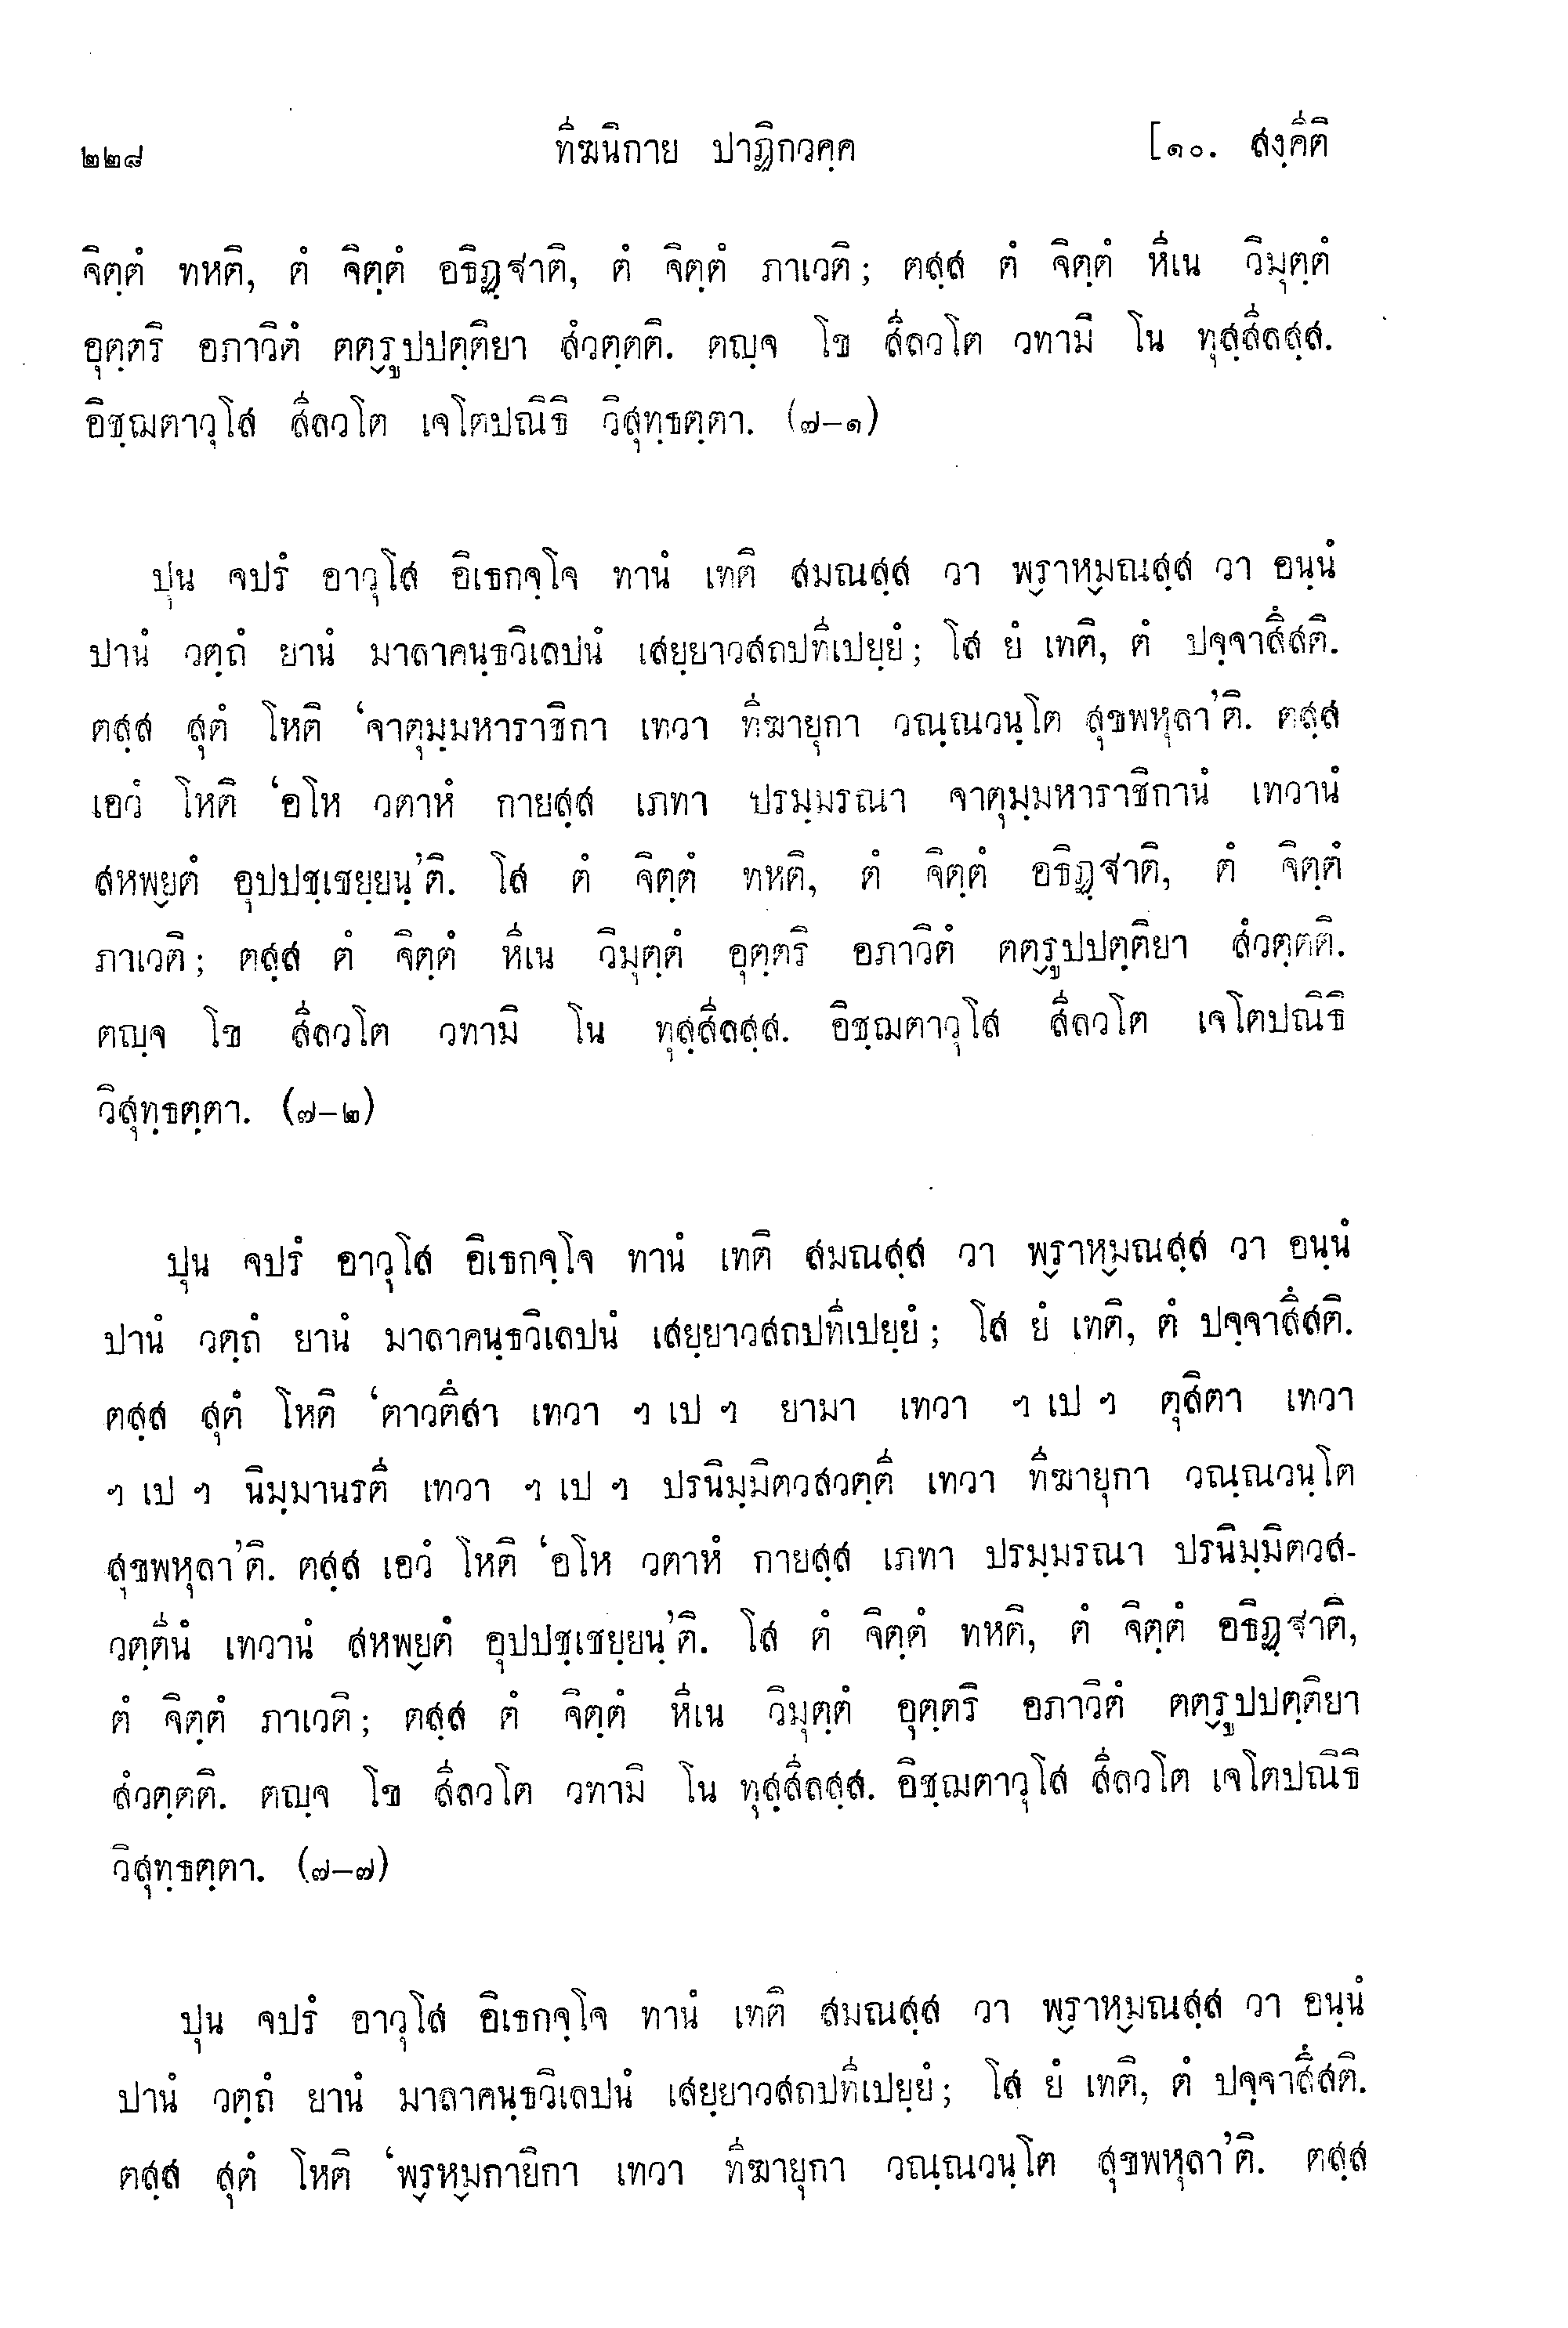 ๒๒๘ ทีฆนิกาย ปาฏิกวคฺค [๑๐. สงฺคีติ
จิตฺตํ ทหติ, ตํ จิตฺตํ อธิฏฺฐาติ, ตํ จิตฺตํ ภาเวติ; ตสฺส ตํ จิตฺตํ หีเน วิมุตฺตํ
อุตฺตริ อภาวิตํ ตตฺรูปปตฺติยา สํวตฺตติ. ตญฺจ โข สีลวโต วทามิ โน ทุสฺสีลสฺส.
อิชฺฌตาวุโส สีลวโต เจโตปณิธิ วิสุทฺธตฺตา. (๗–๑)
ปุน จปรํ อาวุโส อิเธกจฺโจ ทานํ เทติ สมณสฺส วา พฺราหฺมณสฺส วา อนฺนํ
ปานํ วตฺถํ ยานํ มาลาคนฺธวิเลปนํ เสยฺยาวสถปทีเปยฺยํ; โส ยํ เทติ, ตํ ปจฺจาสึสติ.
ตสฺส สุตํ โหติ ‘จาตุมฺมหาราชิกา เทวา ทีฆายุกา วณฺณวนฺโต สุขพหุลา’ติ. ตสฺส
เอวํ โหติ ‘อโห วตาหํ กายสฺส เภทา ปรมฺมรณา จาตุมฺมหาราชิกานํ เทวานํ
สหพฺยตํ อุปปชฺเชยฺยนฺ’ติ. โส ตํ จิตฺตํ ทหติ, ตํ จิตฺตํ อธิฏฺฐาติ, ตํ จิตฺตํ
ภาเวติ; ตสฺส ตํ จิตฺตํ หีเน วิมุตฺตํ อุตฺตริ อภาวิตํ ตตฺรูปปตฺติยา สํวตฺตติ.
ตญฺจ โข สีลวโต วทามิ โน ทุสฺสีลสฺส. อิชฺฌตาวุโส สีลวโต เจโตปณิธิ
วิสุทฺธตฺตา. (๗–๒)
ปุน จปรํ อาวุโส อิเธกจฺโจ ทานํ เทติ สมณสฺส วา พฺราหฺมณสฺส วา อนฺนํ
ปานํ วตฺถํ ยานํ มาลาคนฺธวิเลปนํ เสยฺยาวสถปทีเปยฺยํ; โส ยํ เทติ, ตํ ปจฺจาสึสติ.
ตสฺส สุตํ โหติ ‘ตาวตึสา เทวา ฯ เป ฯ ยามา เทวา ฯ เป ฯ ตุสิตา เทวา
ฯ เป ฯ นิมฺมานรตี เทวา ฯ เป ฯ ปรนิมฺมิตวสวตฺตี เทวา ทีฆายุกา วณฺณวนฺโต
สุขพหุลา’ติ. ตสฺส เอวํ โหติ ‘อโห วตาหํ กายสฺส เภทา ปรมฺมรณา ปรนิมฺมิตวส-
วตฺตีนํ เทวานํ สหพฺยตํ อุปปชฺเชยฺยนฺ’ติ. โส ตํ จิตฺตํ ทหติ, ตํ จิตฺตํ อธิฏฺฐาติ,
ตํ จิตฺตํ ภาเวติ; ตสฺส ตํ จิตฺตํ หีเน วิมุตฺตํ อุตฺตริ อภาวิตํ ตตฺรูปปตฺติยา
สํวตฺตติ. ตญฺจ โข สีลวโต วทามิ โน ทุสฺสีลสฺส. อิชฺฌตาวุโส สีลวโต เจโตปณิธิ
วิสุทฺธตฺตา. (๗–๗)
ปุน จปรํ อาวุโส อิเธกจฺโจ ทานํ เทติ สมณสฺส วา พฺราหฺมณสฺส วา อนฺนํ
ปานํ วตฺถํ ยานํ มาลาคนฺธวิเลปนํ เสยฺยาวสถปทีเปยฺยํ; โส ยํ เทติ, ตํ ปจฺจาสึสติ.
ตสฺส สุตํ โหติ ‘พฺรหฺมกายิกา เทวา ทีฆายุกา วณฺณวนฺโต สุขพหุลา’ติ. ตสฺส